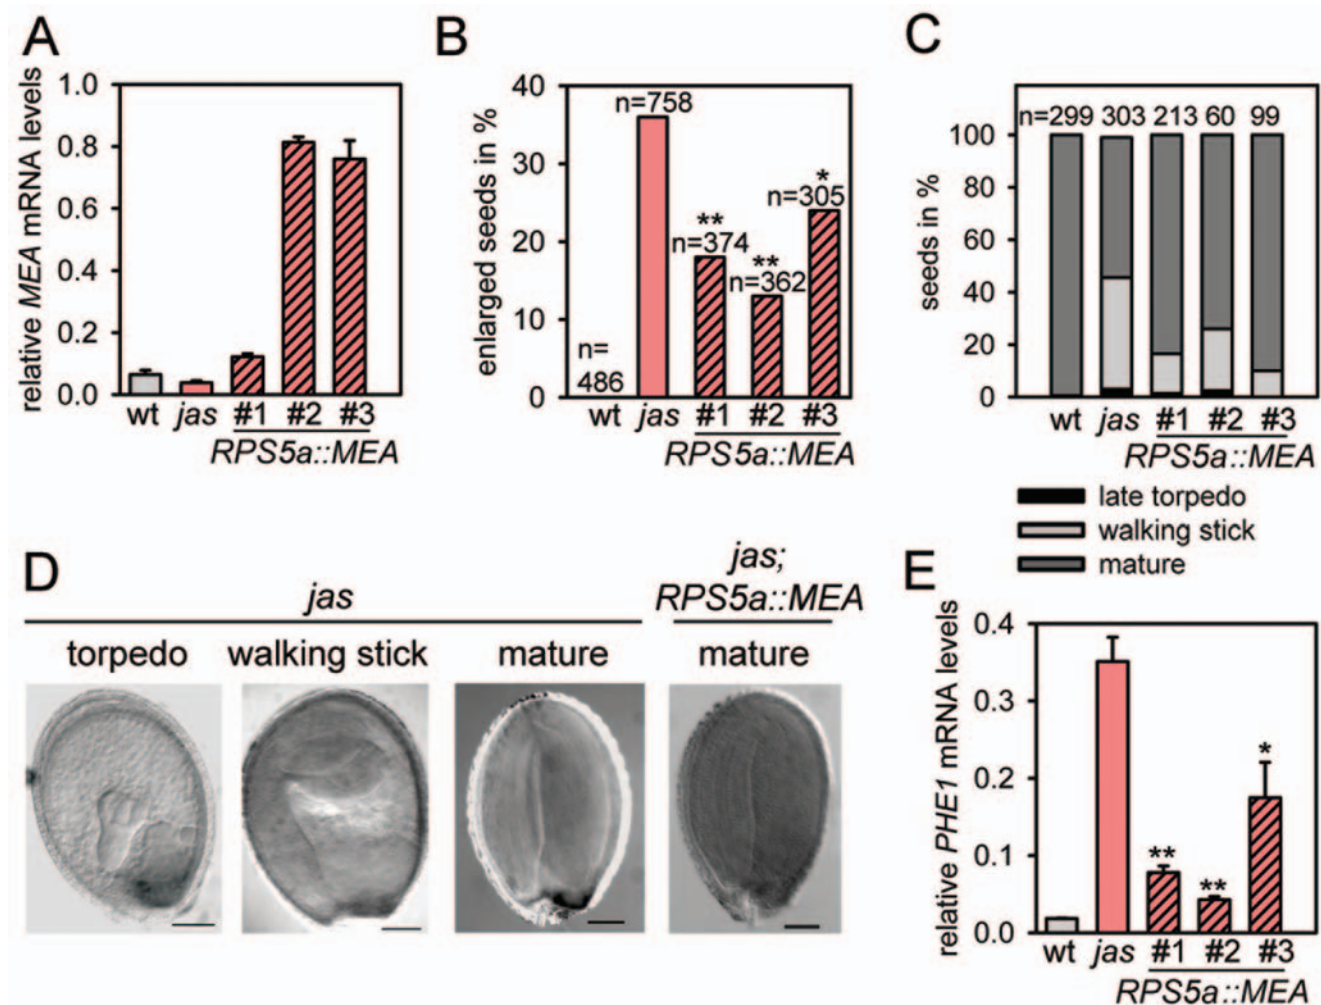 A
relative MEA mRNA levels
1.0
0.8
0.6
0.4
0.2
0.0
wt jas #1 #2 #3
RPS5a::MEA
B
enlarged seeds in %
40
30
20
10
0
n=
486
n=758
**
n=374
**
n=362
*
n=305
wt jas #1 #2 #3
RPS5a::MEA
C
seeds in %
n=299 303 213 60 99
100
80
60
40
20
0
wt jas #1 #2 #3
RPS5a::MEA
late torpedo
walking stick
mature
D
jas
jas;
RPS5a::MEA
torpedo walking stick mature mature
E
relative PHE1 mRNA levels
0.4
0.3
0.2
0.1
0.0
** ** *
wt jas #1 #2 #3
RPS5a::MEA